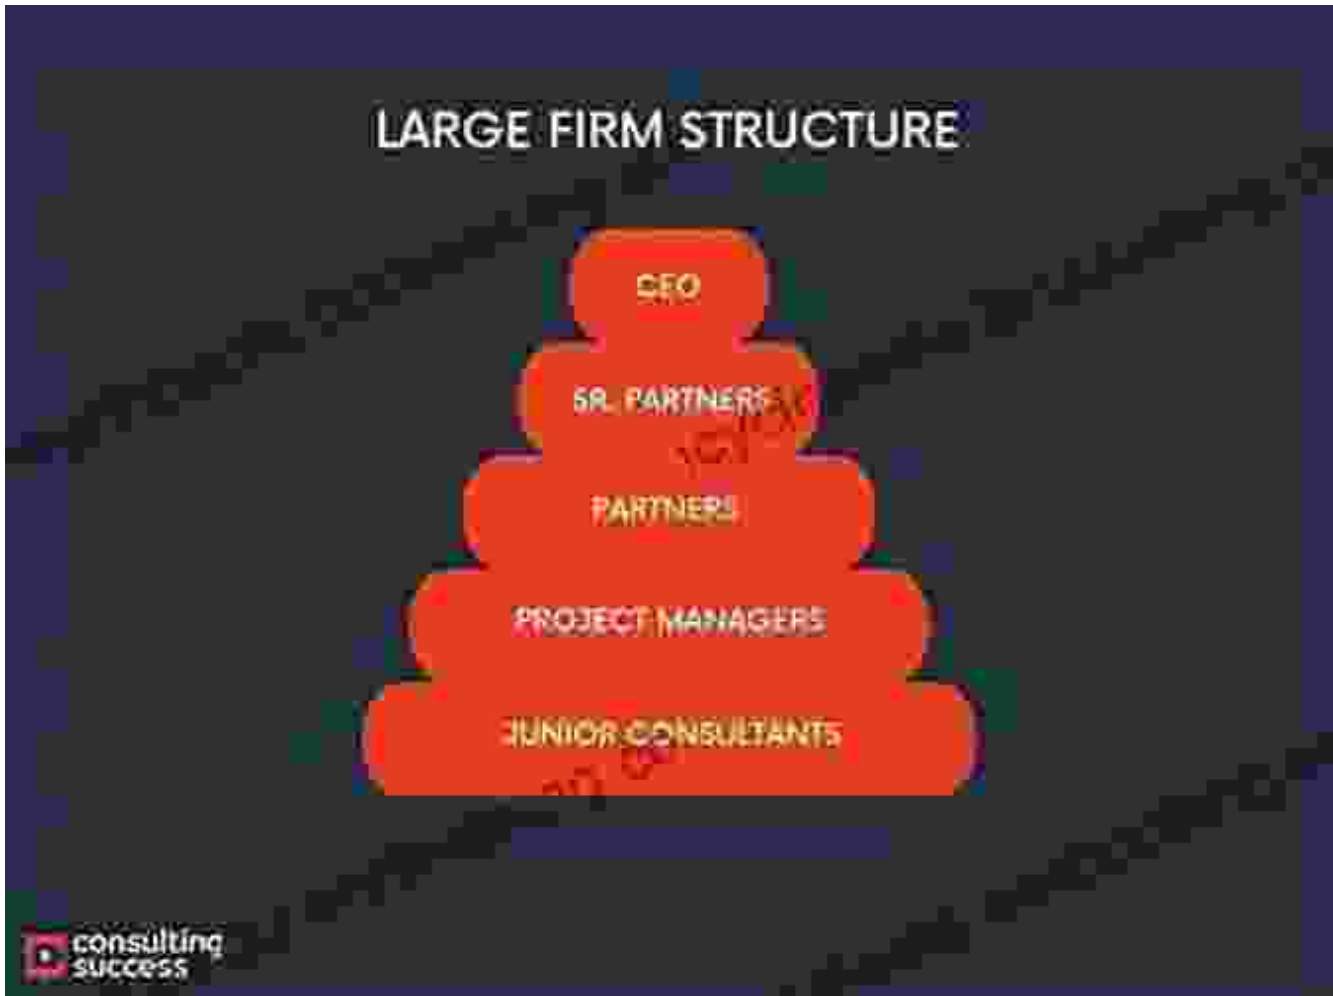 LARGE FIRM STRUCTURE
CEO
SR. PARTNERS
PARTNERS
PROJECT MANAGERS
JUNIOR CONSULTANTS
consulting
success